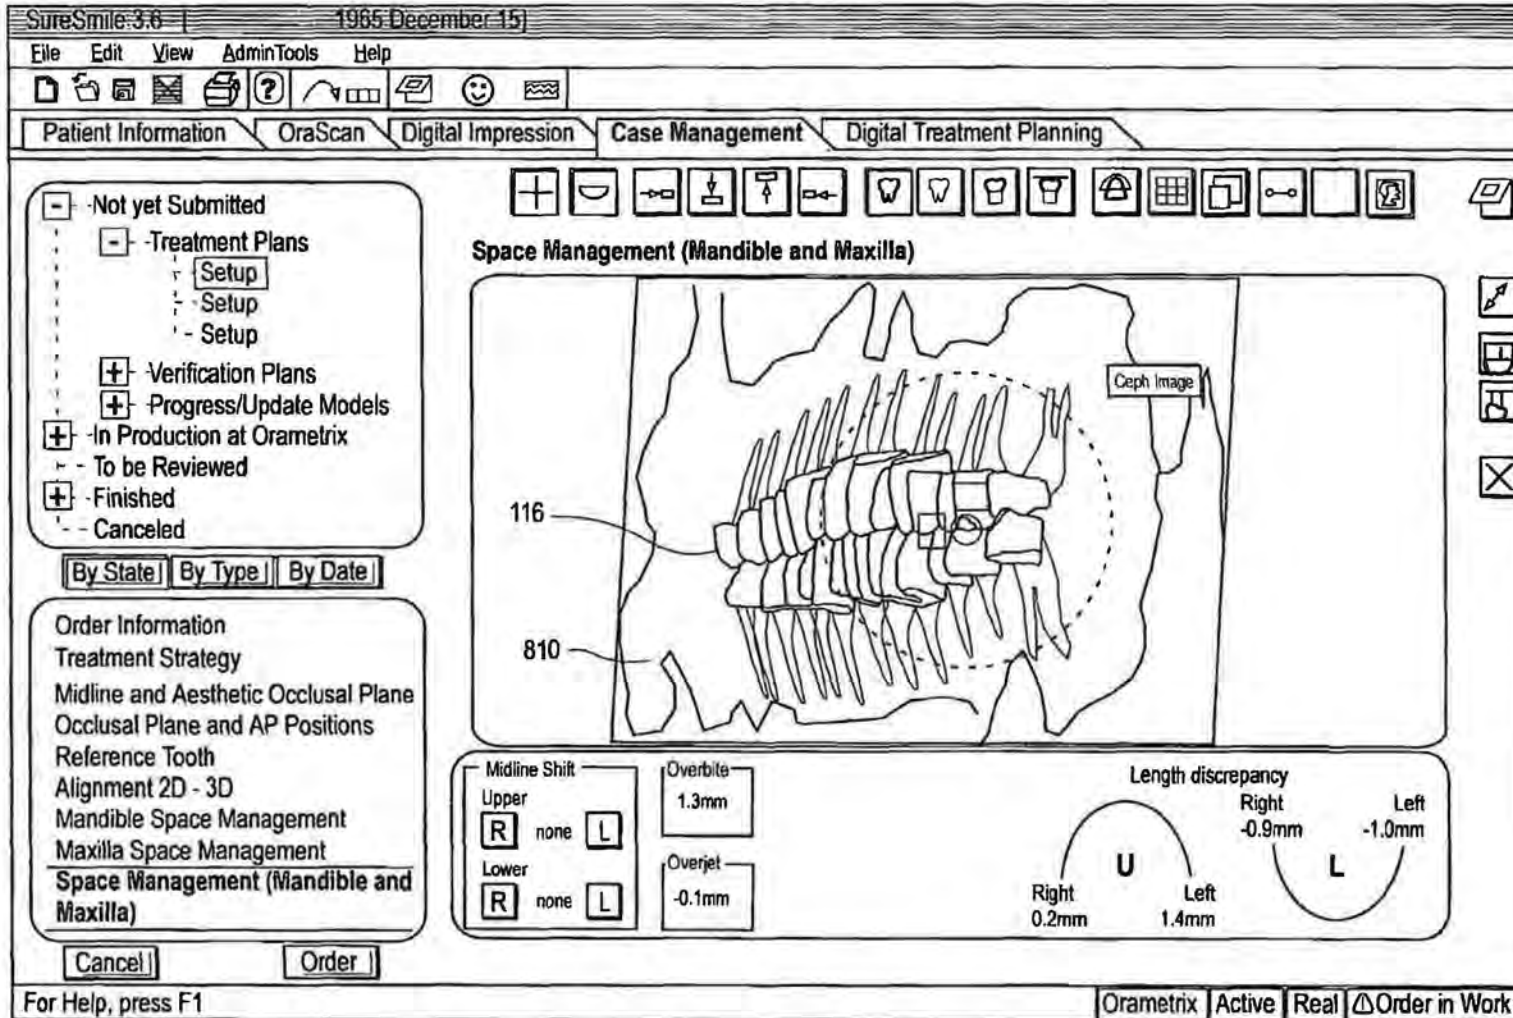 SureSmile 3.6 - [ 1965 December 15]
File Edit View AdminTools Help
?
Patient Information OraScan Digital Impression Case Management Digital Treatment Planning
- Not yet Submitted
- Treatment Plans
Setup
Setup
Setup
+ Verification Plans
+ Progress/Update Models
+ In Production at Orametrix
To be Reviewed
+ Finished
Canceled
By State By Type By Date
Order Information
Treatment Strategy
Midline and Aesthetic Occlusal Plane
Occlusal Plane and AP Positions
Reference Tooth
Alignment 2D - 3D
Mandible Space Management
Maxilla Space Management
Space Management (Mandible and
Maxilla)
Cancel Order
Space Management (Mandible and Maxilla)
Ceph Image
116
810
Midline Shift
Upper
R none L
Lower
R none L
Overbite
1.3mm
Overjet
-0.1mm
Length discrepancy
U
Right Left
0.2mm 1.4mm
Right Left
-0.9mm -1.0mm
L
For Help, press F1
Orametrix Active Real Order in Work